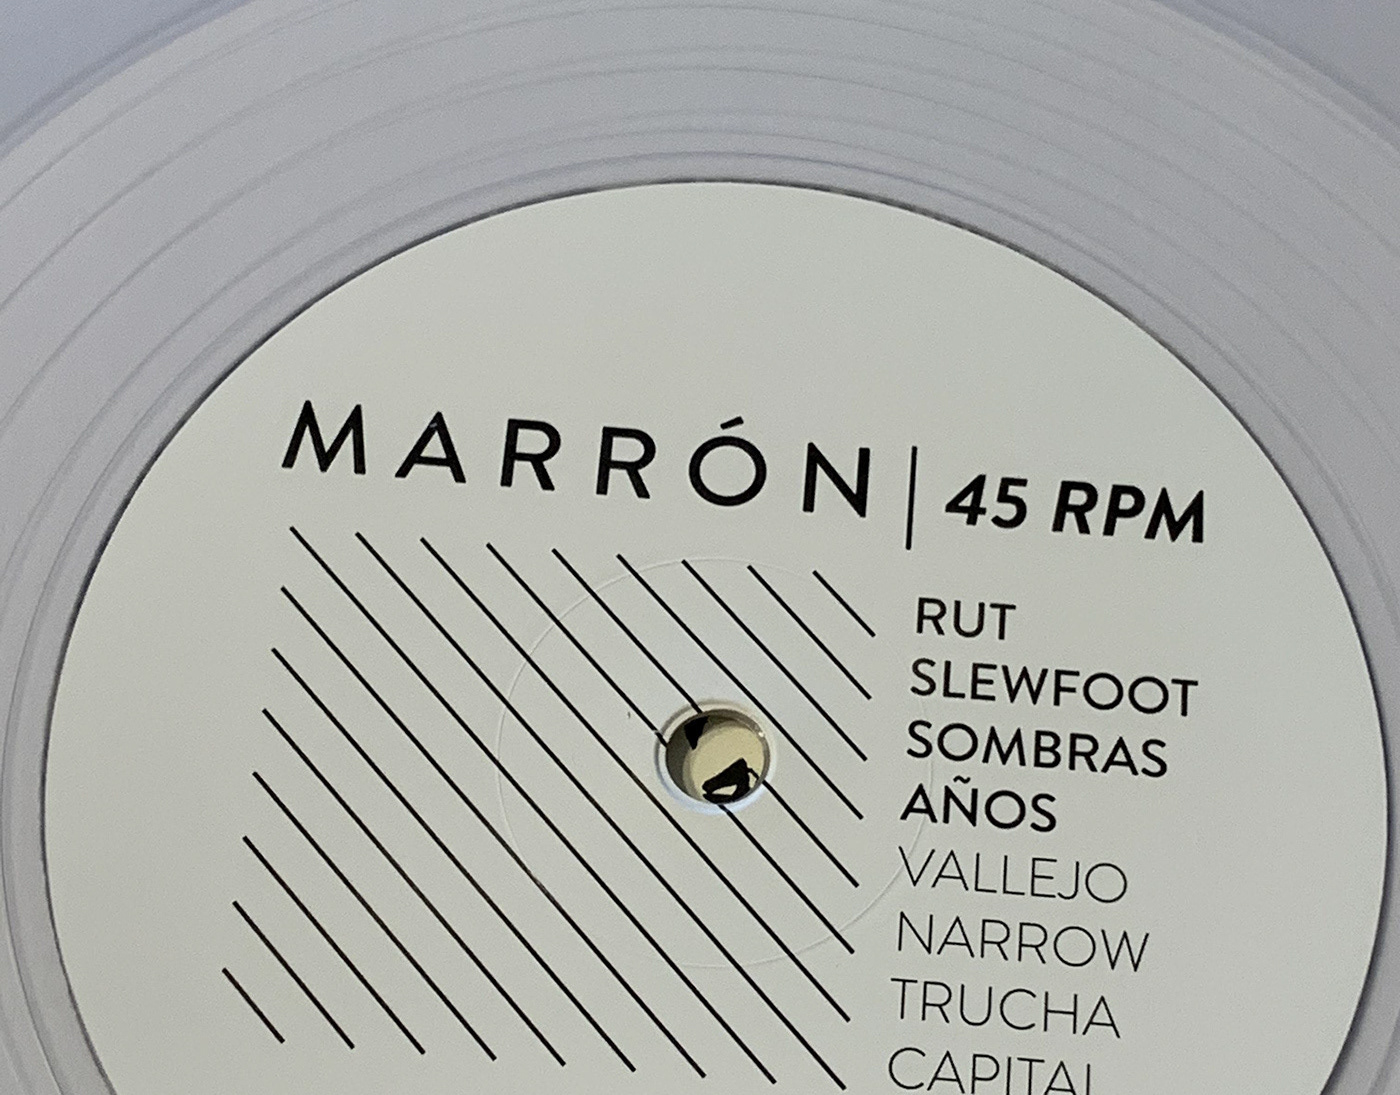 MARRÓN | 45 RPM
RUT
SLEWFOOT
SOMBRAS
AÑOS
VALLEJO
NARROW
TRUCHA
CAPITAL